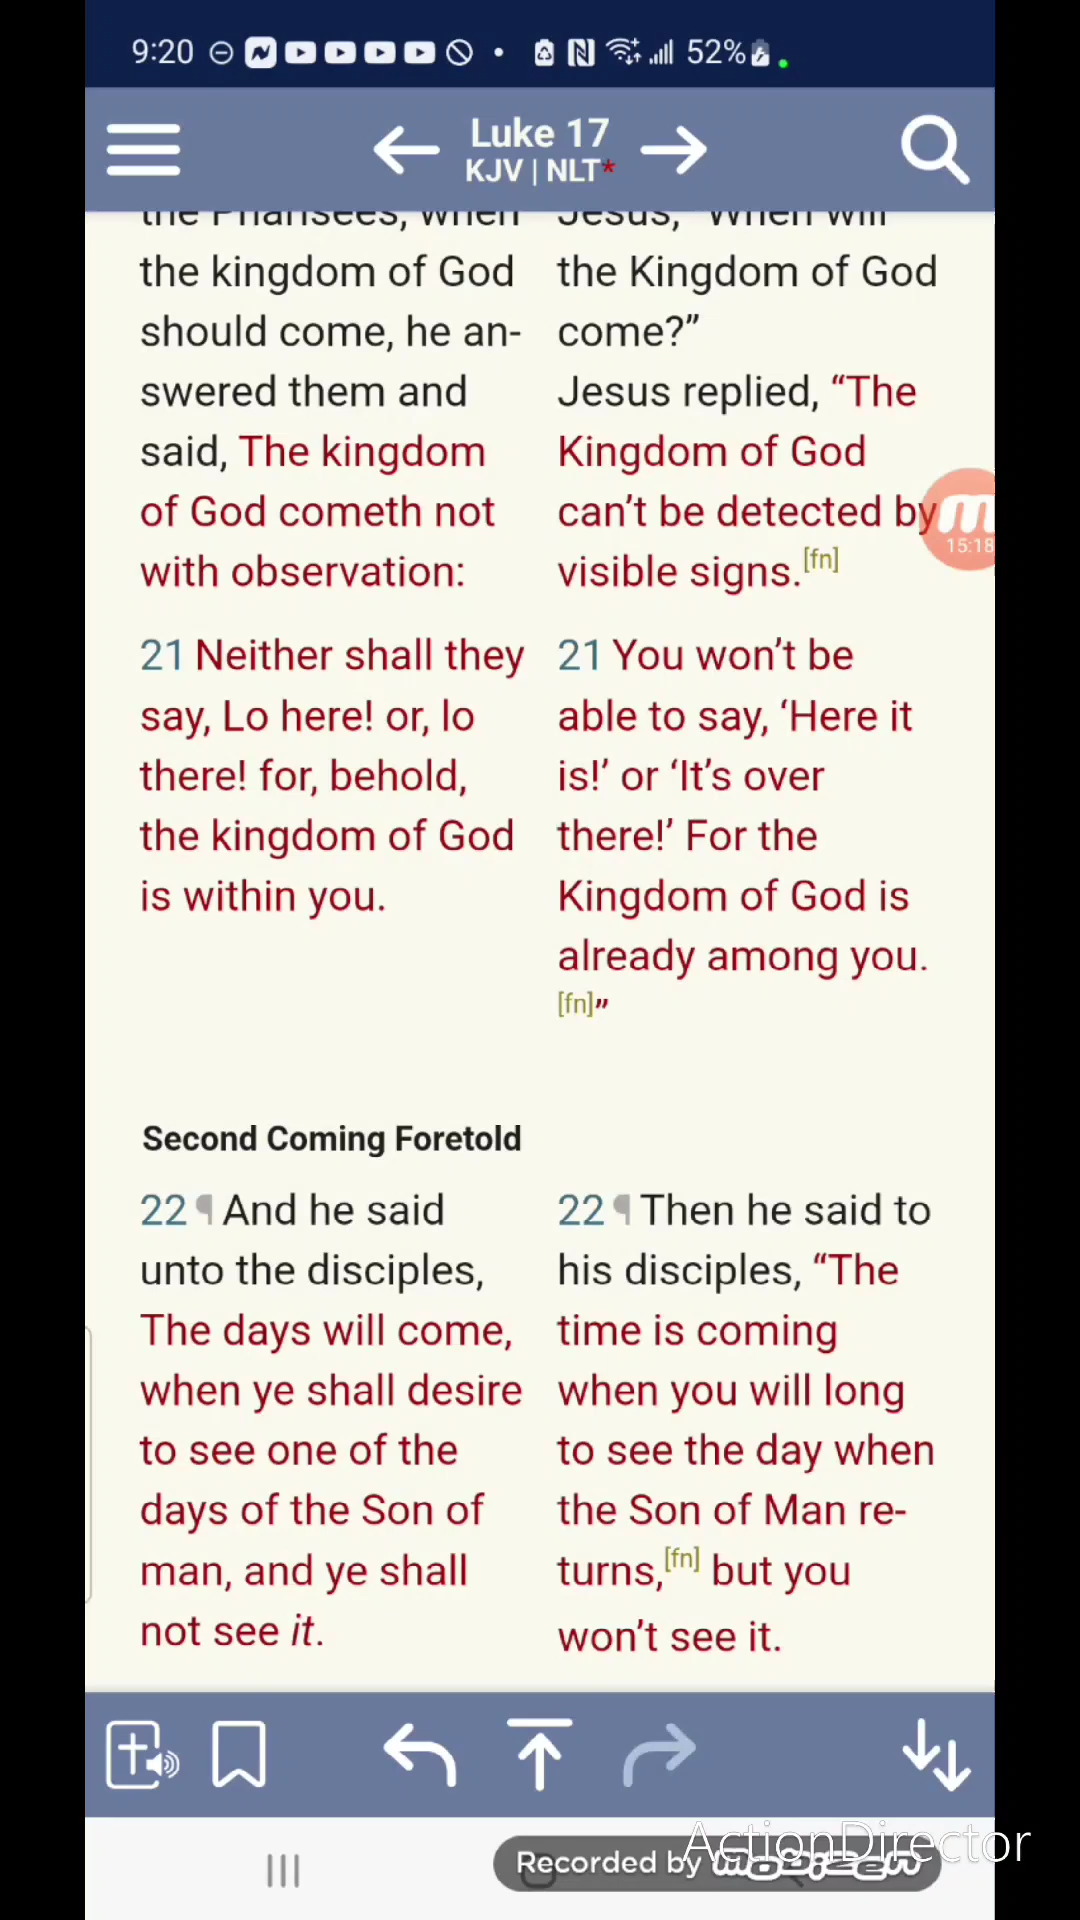 9:20
52%
Luke 17
KJV | NLT*
the Pharisees, when
the kingdom of God
should come, he an-
swered them and
said, The kingdom
of God cometh not
with observation:
21 Neither shall they
say, Lo here! or, lo
there! for, behold,
the kingdom of God
is within you.
Jesus, “When will
the Kingdom of God
come?”
Jesus replied, “The
Kingdom of God
can’t be detected by
visible signs.[fn]
21 You won’t be
able to say, ‘Here it
is!’ or ‘It’s over
there!’ For the
Kingdom of God is
already among you.
[fn]”
15:18
Second Coming Foretold
22 ¶ And he said
unto the disciples,
The days will come,
when ye shall desire
to see one of the
days of the Son of
man, and ye shall
not see it.
22 ¶ Then he said to
his disciples, “The
time is coming
when you will long
to see the day when
the Son of Man re-
turns,[fn] but you
won’t see it.
ActionDirector
Recorded by MOBIZEN